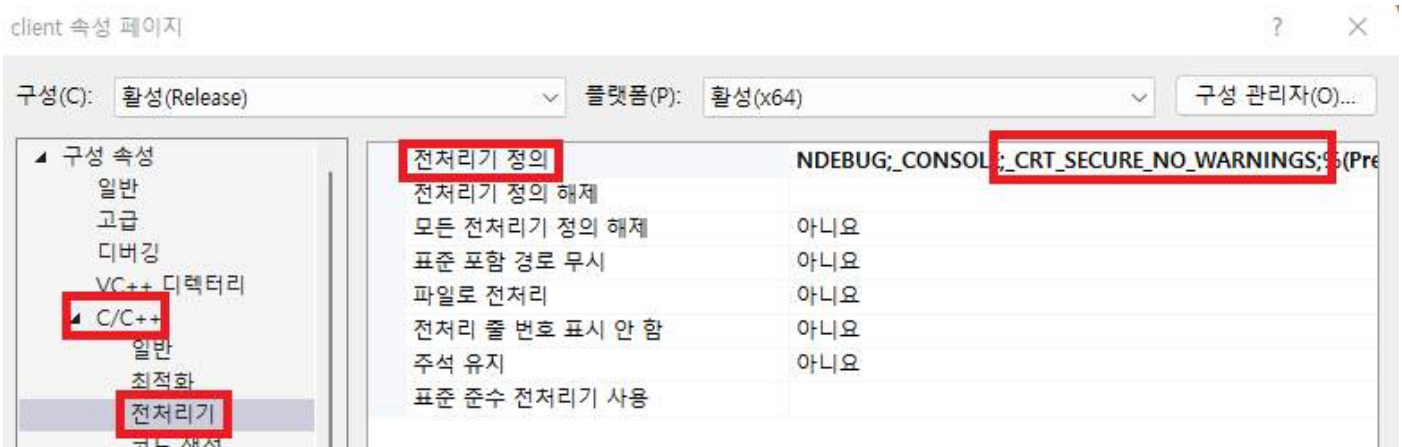 client 속성 페이지
구성(C): 활성(Release) 플랫폼(P): 활성(x64) 구성 관리자(O)...
구성 속성
일반
고급
디버깅
VC++ 디렉터리
C/C++
일반
최적화
전처리기
코드 생성
전처리기 정의 NDEBUG;_CONSOLE;_CRT_SECURE_NO_WARNINGS;%(Pre
전처리기 정의 해제
모든 전처리기 정의 해제 아니요
표준 포함 경로 무시 아니요
파일로 전처리 아니요
전처리 줄 번호 표시 안 함 아니요
주석 유지 아니요
표준 준수 전처리기 사용